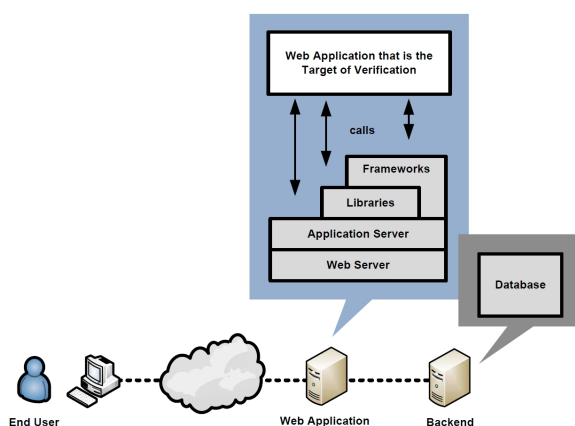 Web Application that is the
Target of Verification
calls
Frameworks
Libraries
Application Server
Web Server
Database
End User
Web Application
Backend